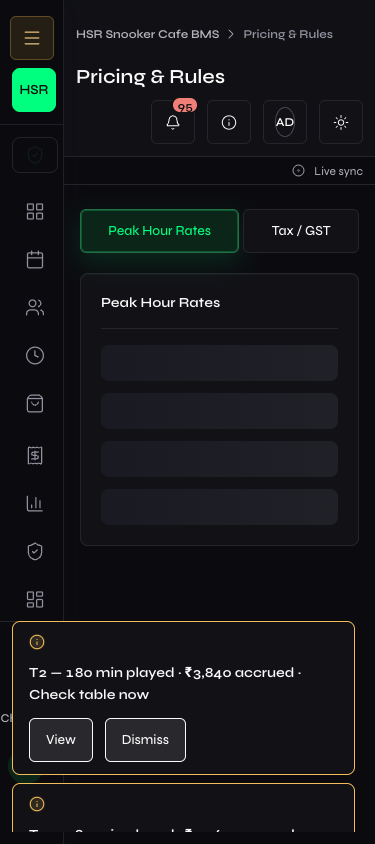 HSR Snooker Cafe BMS > Pricing & Rules
HSR
Pricing & Rules
95
AD
Live sync
Peak Hour Rates
Tax / GST
Peak Hour Rates
T2 — 180 min played · ₹3,840 accrued ·
Check table now
View
Dismiss